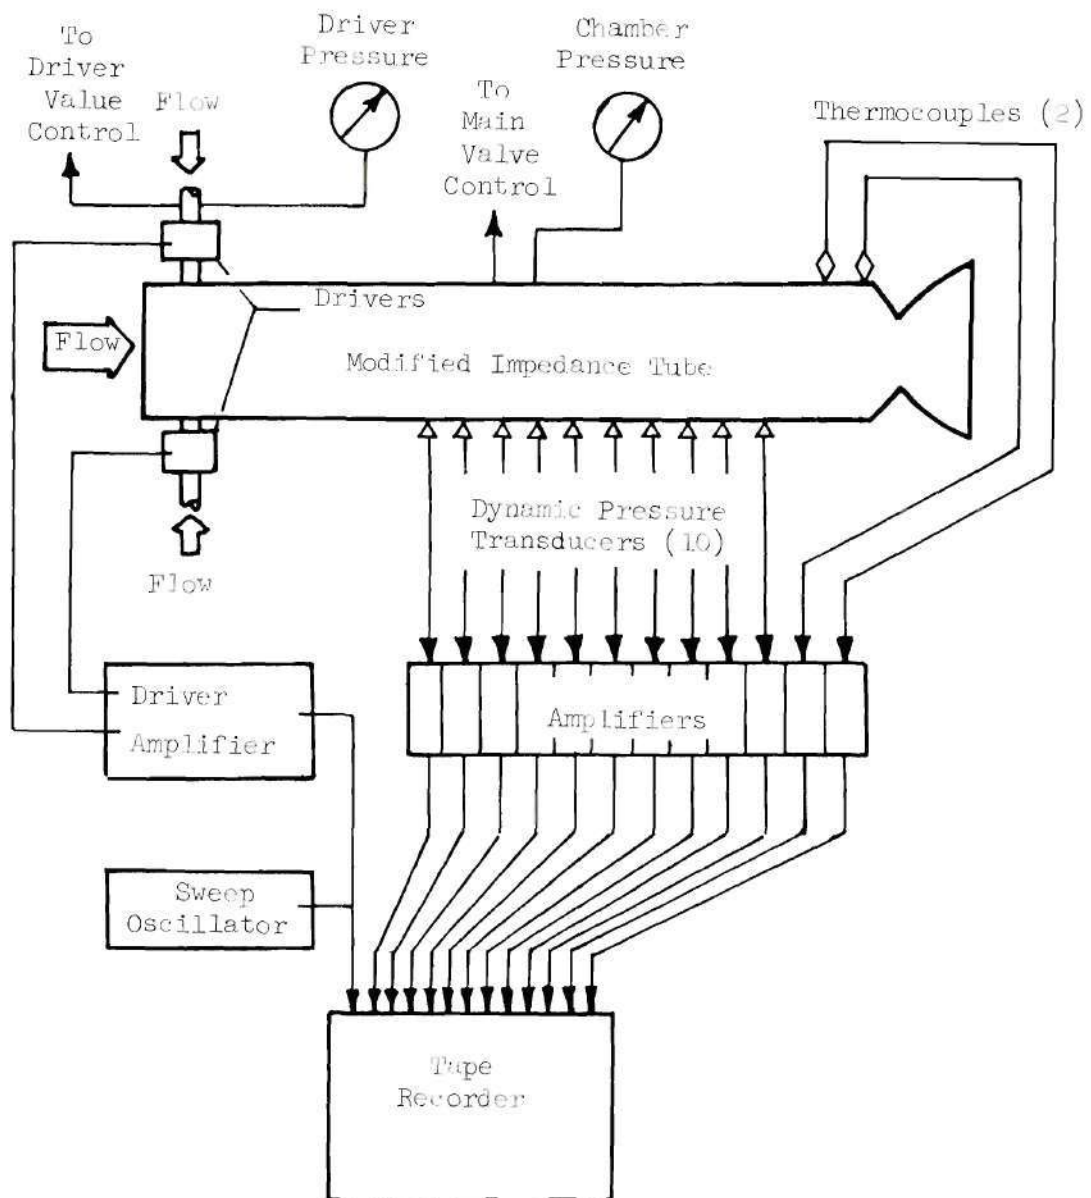 To
Driver
Value
Control
Flow
Driver
Pressure
To
Main
Valve
Control
Chamber
Pressure
Thermocouples (2)
Drivers
Flow
Modified Impedance Tube
Dynamic Pressure
Transducers (10)
Flow
Driver
Amplifier
Amplifiers
Sweep
Oscillator
Tape
Recorder